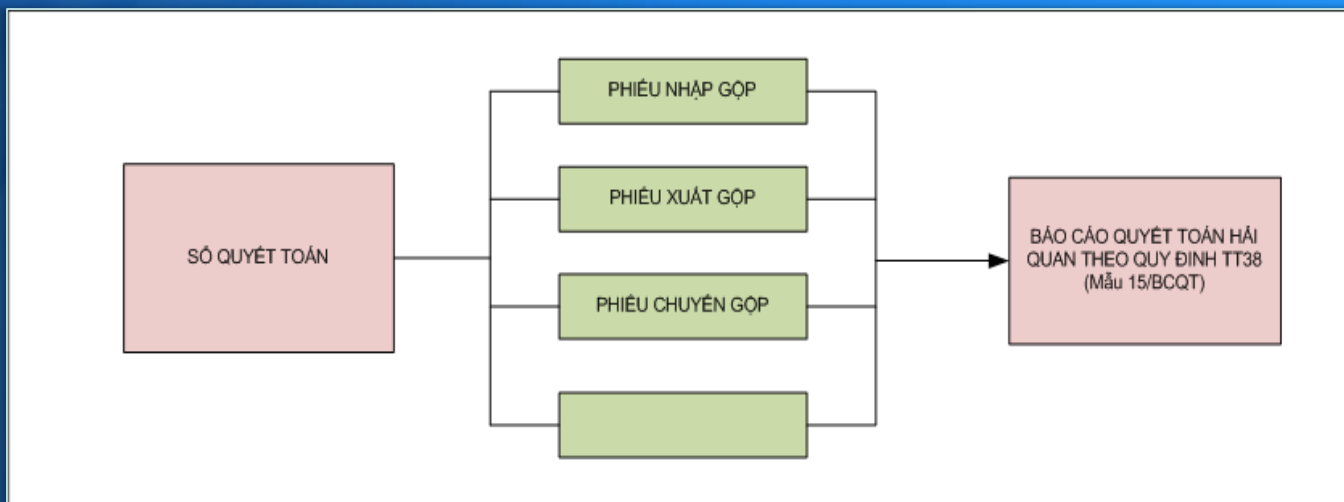 SỔ QUYẾT TOÁN
PHIẾU NHẬP GỘP
PHIẾU XUẤT GỘP
PHIẾU CHUYỂN GỘP
BÁO CÁO QUYẾT TOÁN HẢI
QUAN THEO QUY ĐỊNH TT38
(Mẫu 15/BCQT)